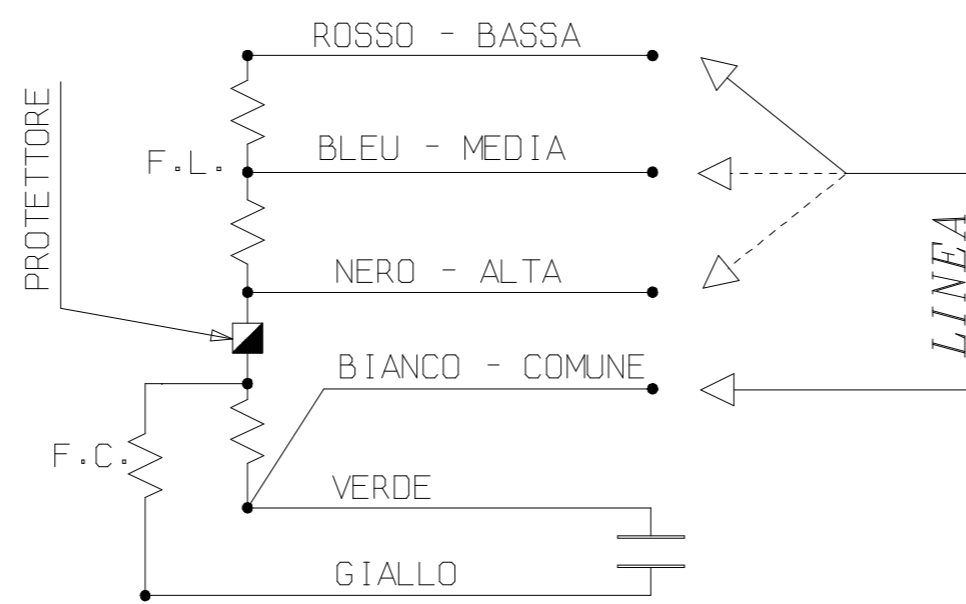 ROSSO - BASSA
PROTETTORE
F.L.
BLEU - MEDIA
LINEA
NERO - ALTA
BIANCO - COMUNE
F.C.
VERDE
GIALLO